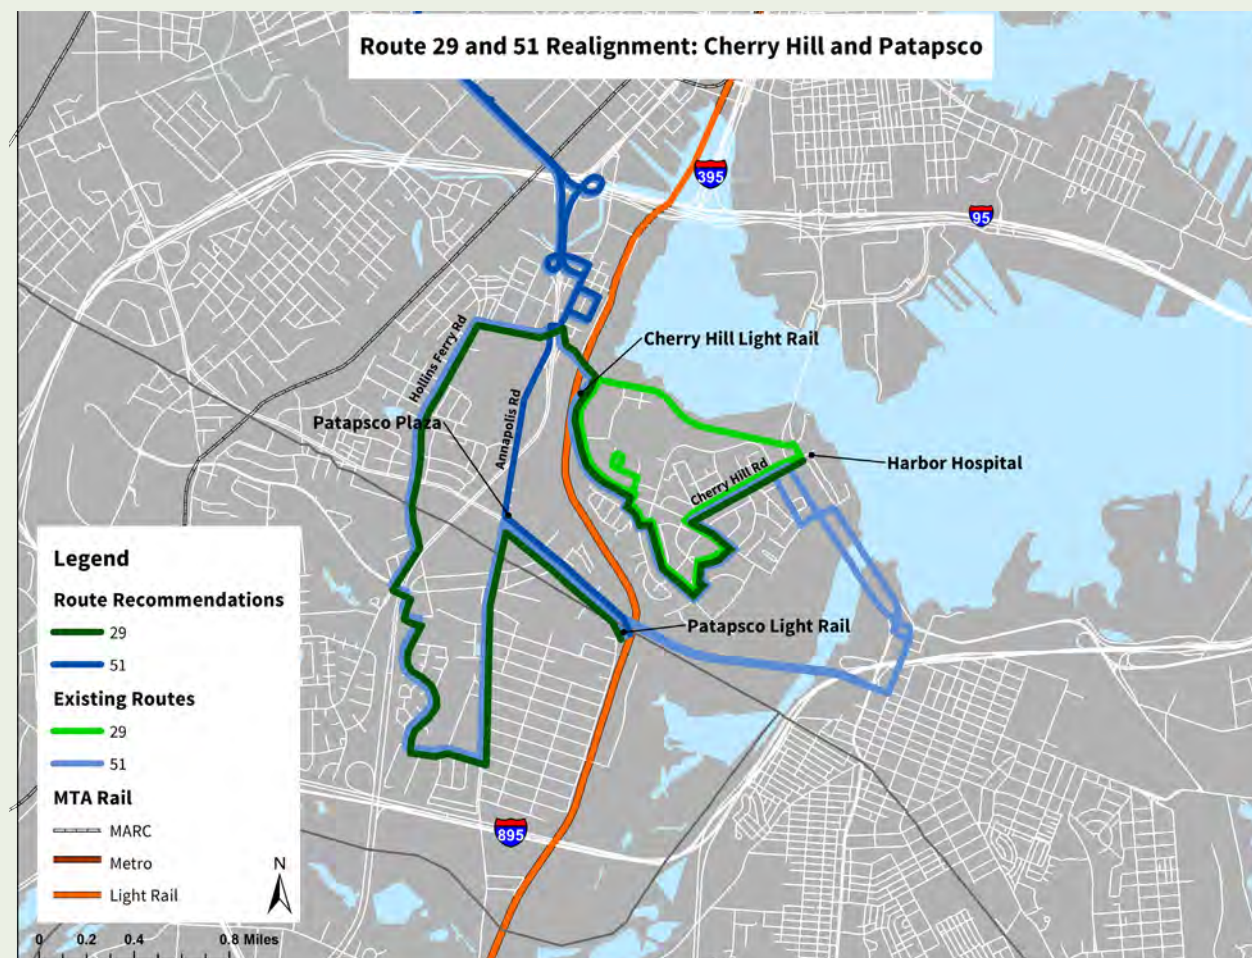 Route 29 and 51 Realignment: Cherry Hill and Patapsco
395
95
Hollins Ferry Rd
Cherry Hill Light Rail
Annapolis Rd
Patapsco Plaza
Cherry Hill Rd
Harbor Hospital
Patapsco Light Rail
895
Legend
Route Recommendations
29
51
Existing Routes
29
51
MTA Rail
MARC
Metro
Light Rail
N
0 0.2 0.4 0.8 Miles